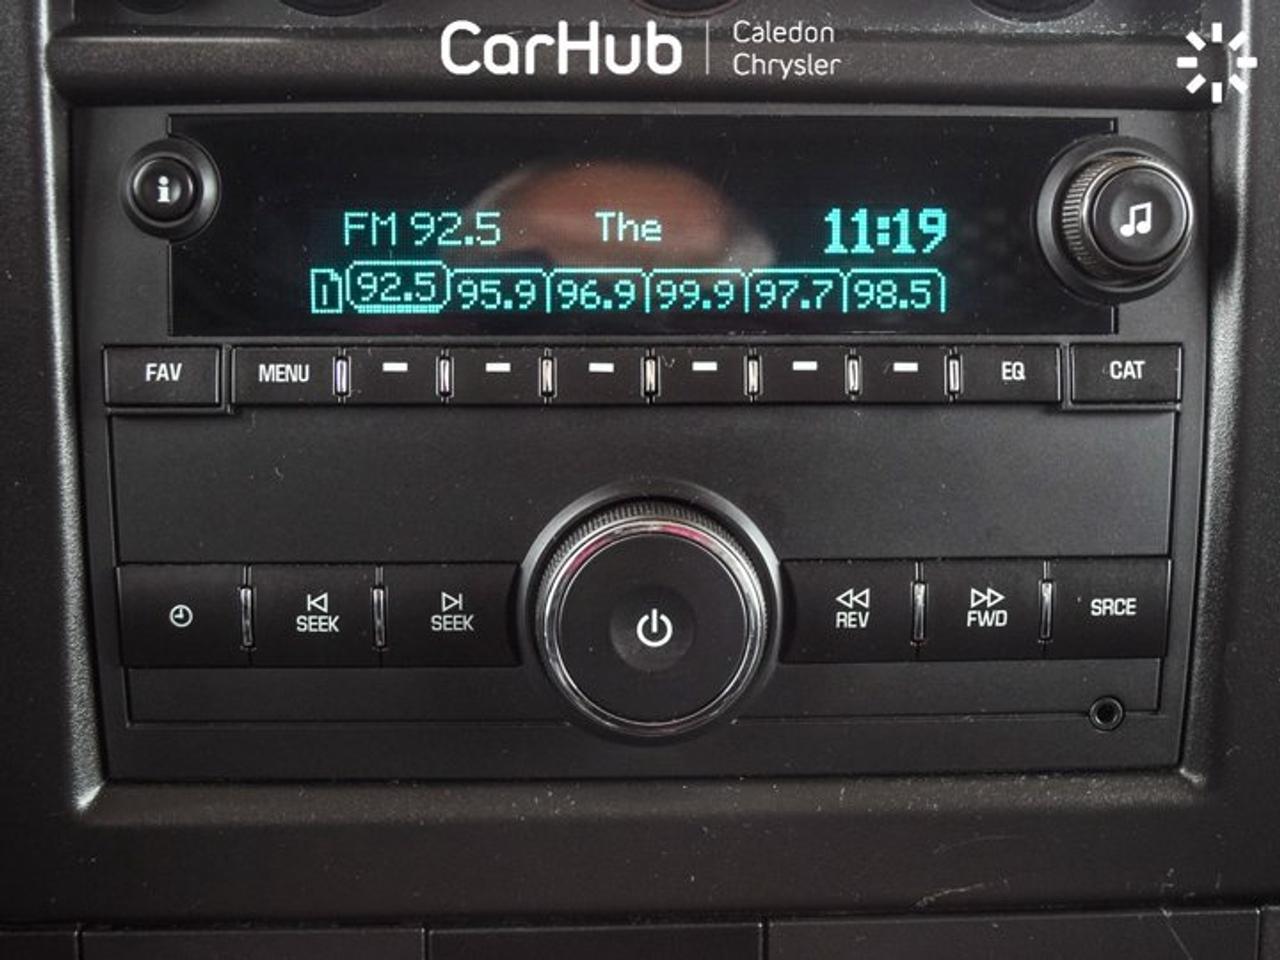 CarHub
Caledon
Chrysler
i
FM 92.5 The 11:19
1 92.5 95.9 96.9 99.9 97.7 98.5
FAV MENU EQ CAT
SEEK SEEK REV FWD SRCE